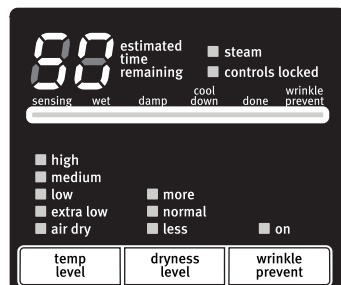 50 estimated
time
remaining
steam
controls locked
sensing wet damp cool down done wrinkle prevent
high
medium
low more
extra low normal
air dry less on
temp level
dryness level
wrinkle prevent